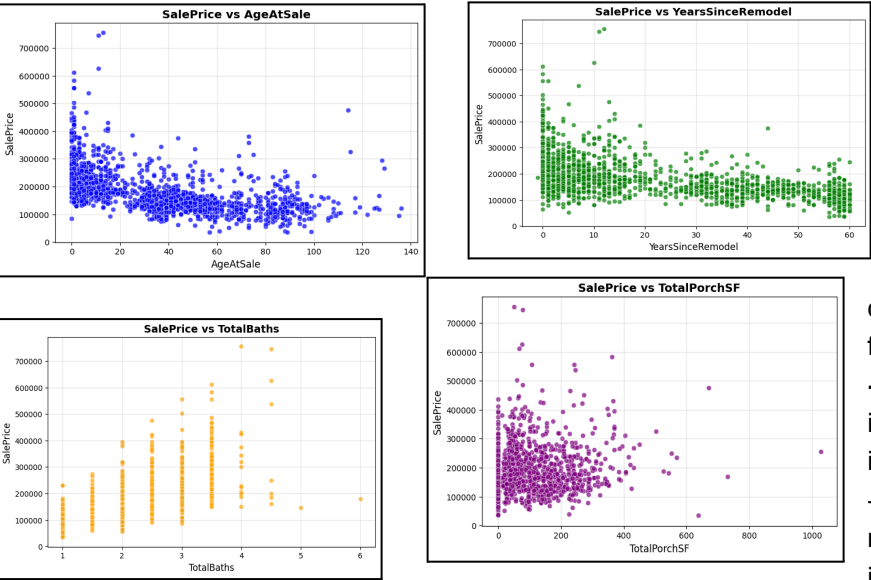 SalePrice vs AgeAtSale
SalePrice
700000
600000
500000
400000
300000
200000
100000
0
0 20 40 60 80 100 120 140
AgeAtSale
SalePrice vs YearsSinceRemodel
SalePrice
700000
600000
500000
400000
300000
200000
100000
0
0 10 20 30 40 50 60
YearsSinceRemodel
SalePrice vs TotalBaths
SalePrice
700000
600000
500000
400000
300000
200000
100000
0
1 2 3 4 5 6
TotalBaths
SalePrice vs TotalPorchSF
SalePrice
700000
600000
500000
400000
300000
200000
100000
0
0 200 400 600 800 1000
TotalPorchSF